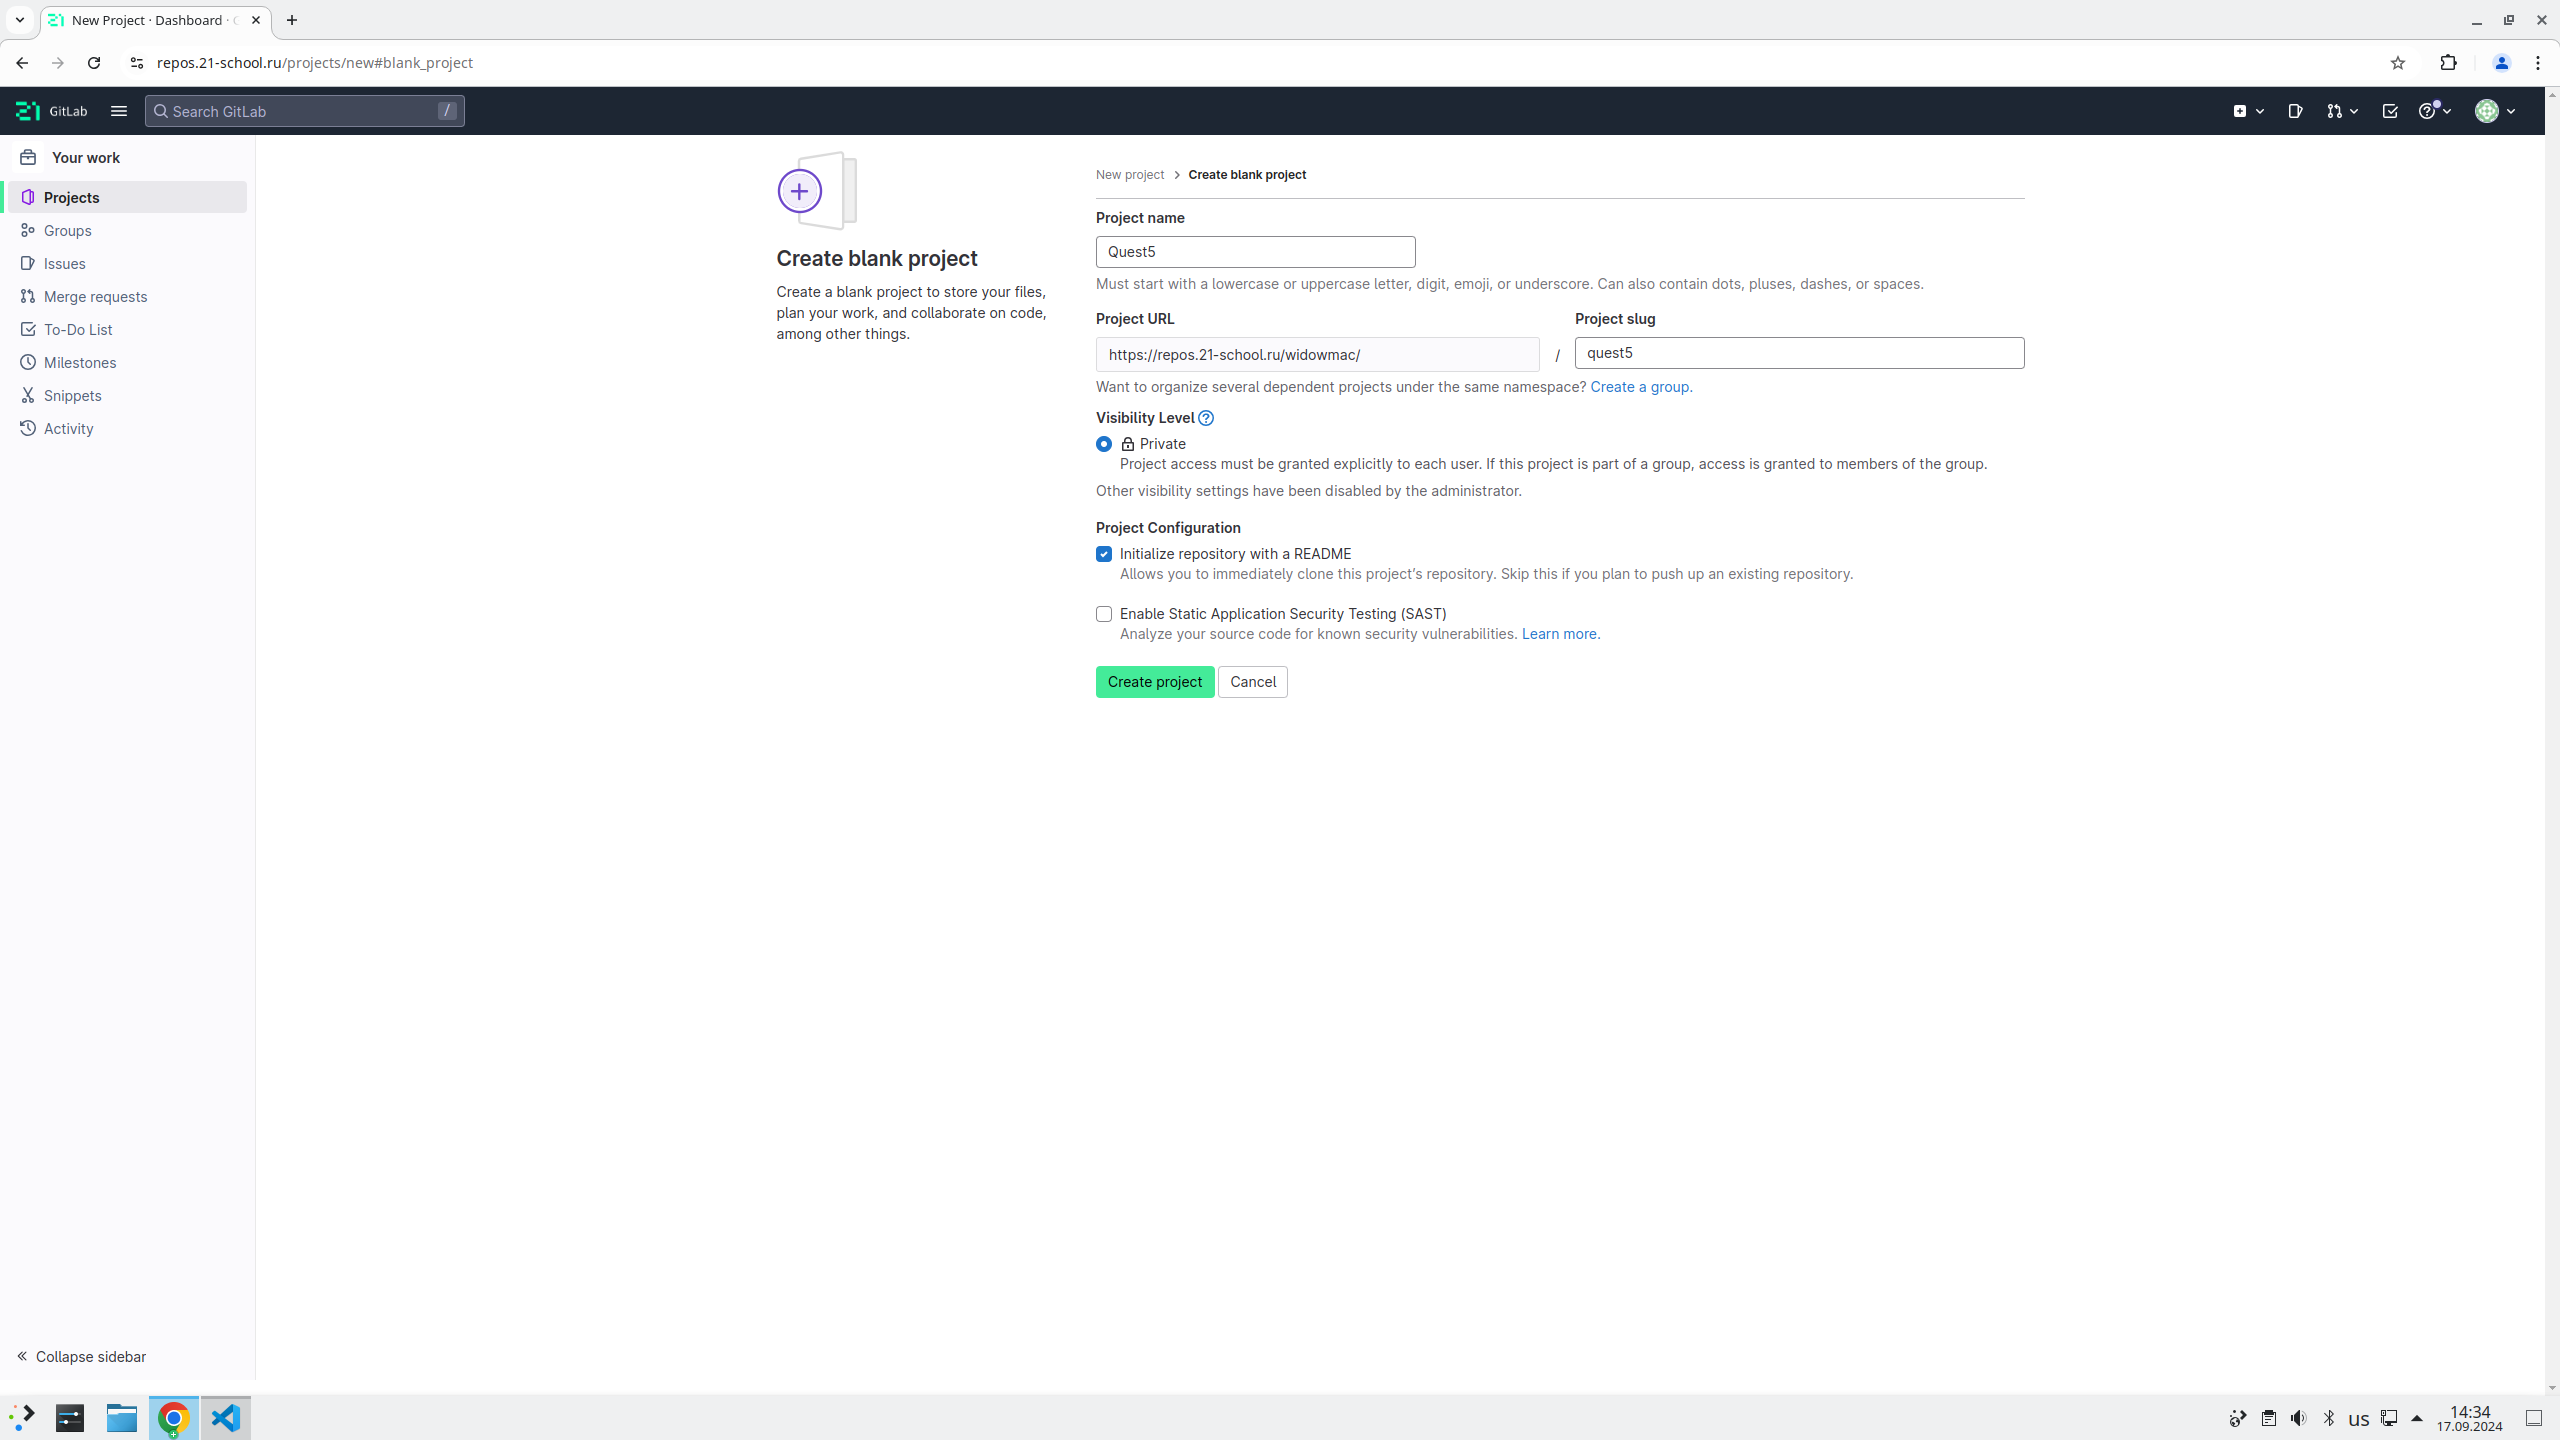 New Project · Dashboard ·
repos.21-school.ru/projects/new#blank_project
GitLab
Search GitLab
/
Your work
Projects
Groups
Issues
Merge requests
To-Do List
Milestones
Snippets
Activity
Collapse sidebar
Create blank project
Create a blank project to store your files,
plan your work, and collaborate on code,
among other things.
New project > Create blank project
Project name
Quest5
Must start with a lowercase or uppercase letter, digit, emoji, or underscore. Can also contain dots, pluses, dashes, or spaces.
Project URL
Project slug
https://repos.21-school.ru/widowmac/
/
quest5
Want to organize several dependent projects under the same namespace? Create a group.
Visibility Level
Private
Project access must be granted explicitly to each user. If this project is part of a group, access is granted to members of the group.
Other visibility settings have been disabled by the administrator.
Project Configuration
Initialize repository with a README
Allows you to immediately clone this project's repository. Skip this if you plan to push up an existing repository.
Enable Static Application Security Testing (SAST)
Analyze your source code for known security vulnerabilities. Learn more.
Create project
Cancel
us
14:34
17.09.2024